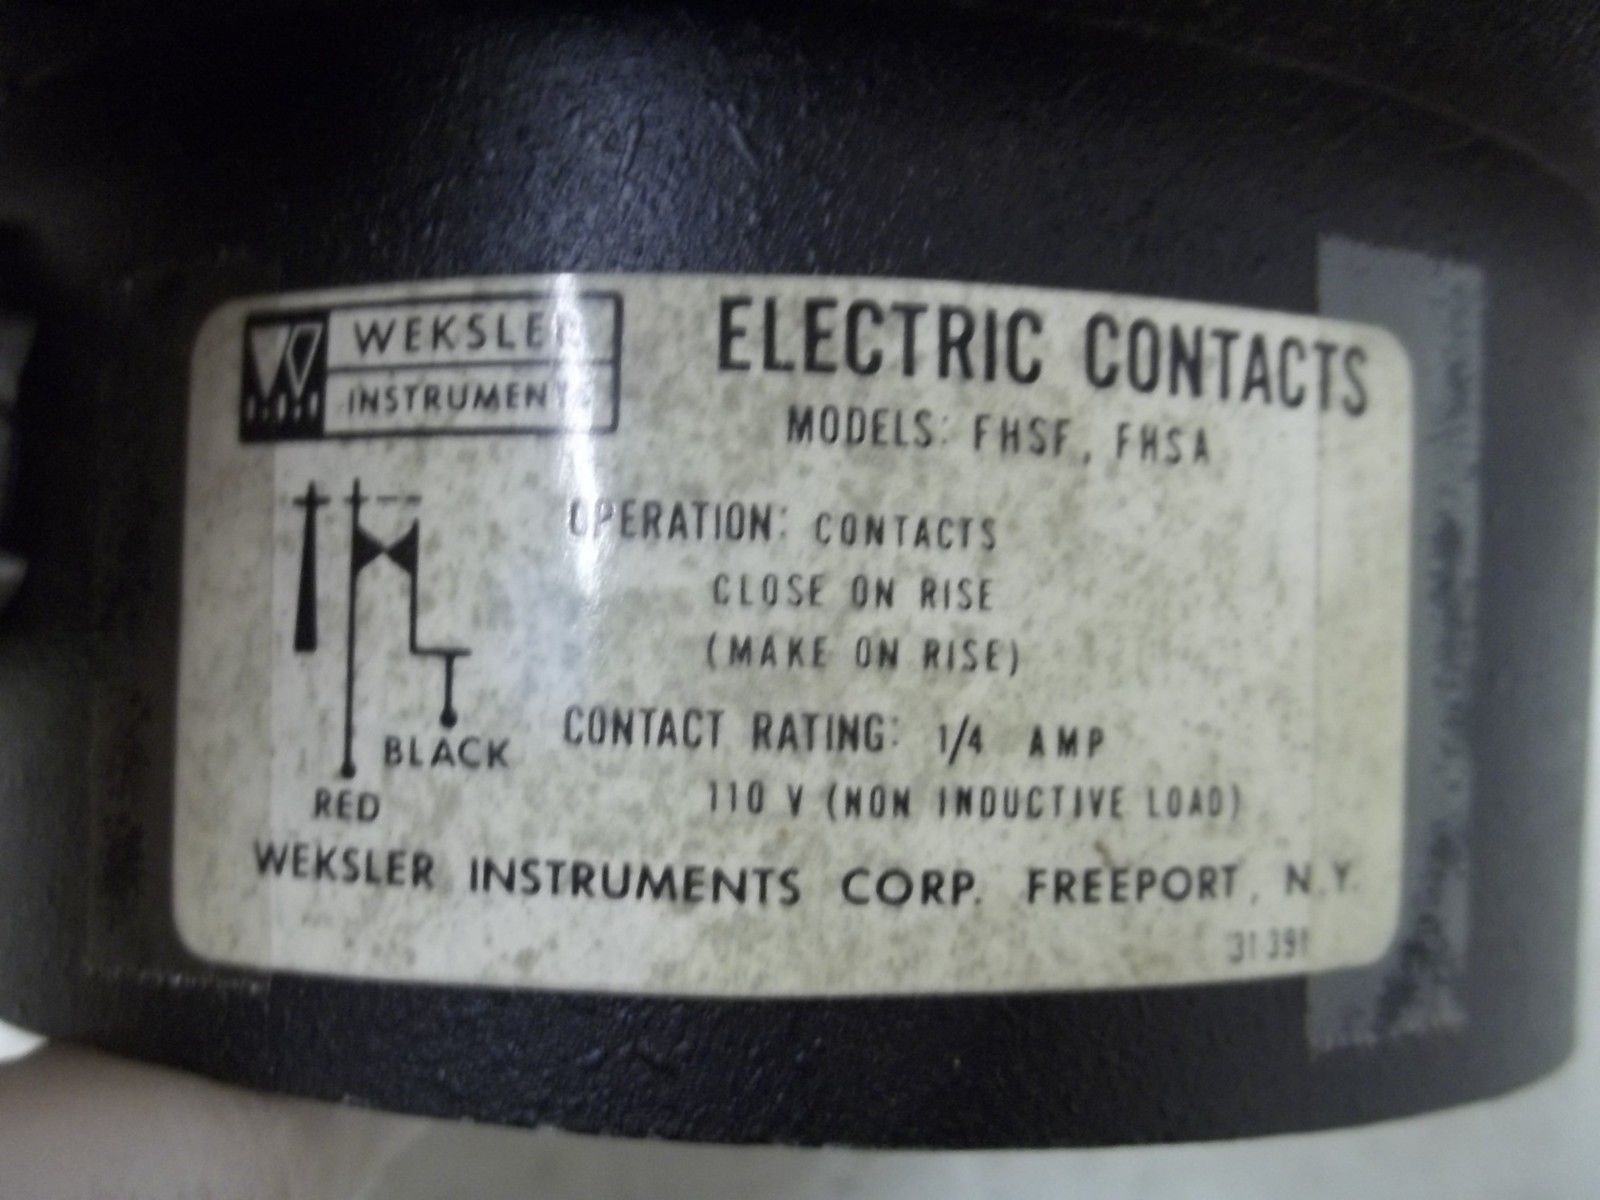 WEKSLER
INSTRUMENTS
ELECTRIC CONTACTS
MODELS: FHSF, FHSA
OPERATION: CONTACTS
CLOSE ON RISE
(MAKE ON RISE)
CONTACT RATING: 1/4 AMP
110 V (NON INDUCTIVE LOAD)
BLACK
RED
WEKSLER INSTRUMENTS CORP. FREEPORT, N.Y.
31391